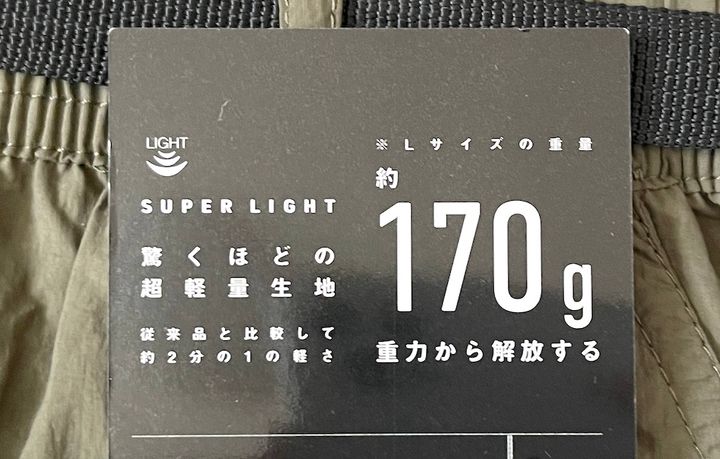 LIGHT
SUPER LIGHT
驚くほどの
超軽量生地
従来品と比較して
約2分の1の軽さ
※Lサイズの重量
約
170g
重力から解放する